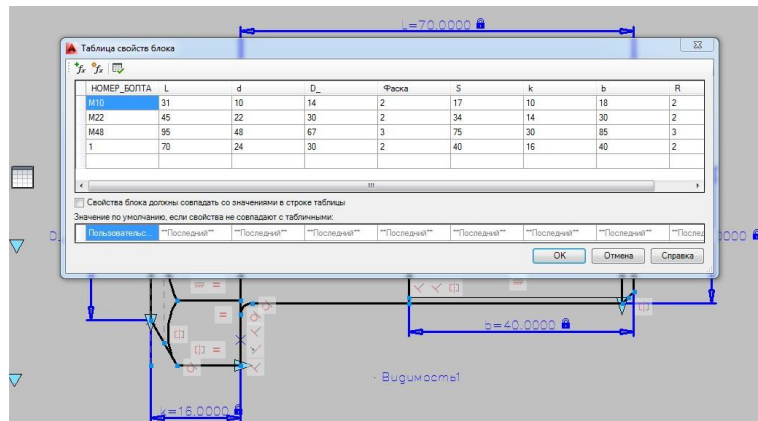 L=70.0000
Таблица свойств блока
НОМЕР_БОЛТА L d D_ Фаска S k b R
M10 31 10 14 2 17 10 18 2
M22 45 22 30 2 34 14 30 2
M48 95 48 67 3 75 30 85 3
1 70 24 30 2 40 16 40 2
Свойства блока должны совпадать со значениями в строке таблицы
Значение по умолчанию, если свойства не совпадают с табличными:
Пользовательс... **Последний** **Последний** **Последний** **Последний** **Последний** **Последний** **Последний** **Послед
OK Отмена Справка
b=40.0000
Видимость1
k=16.0000